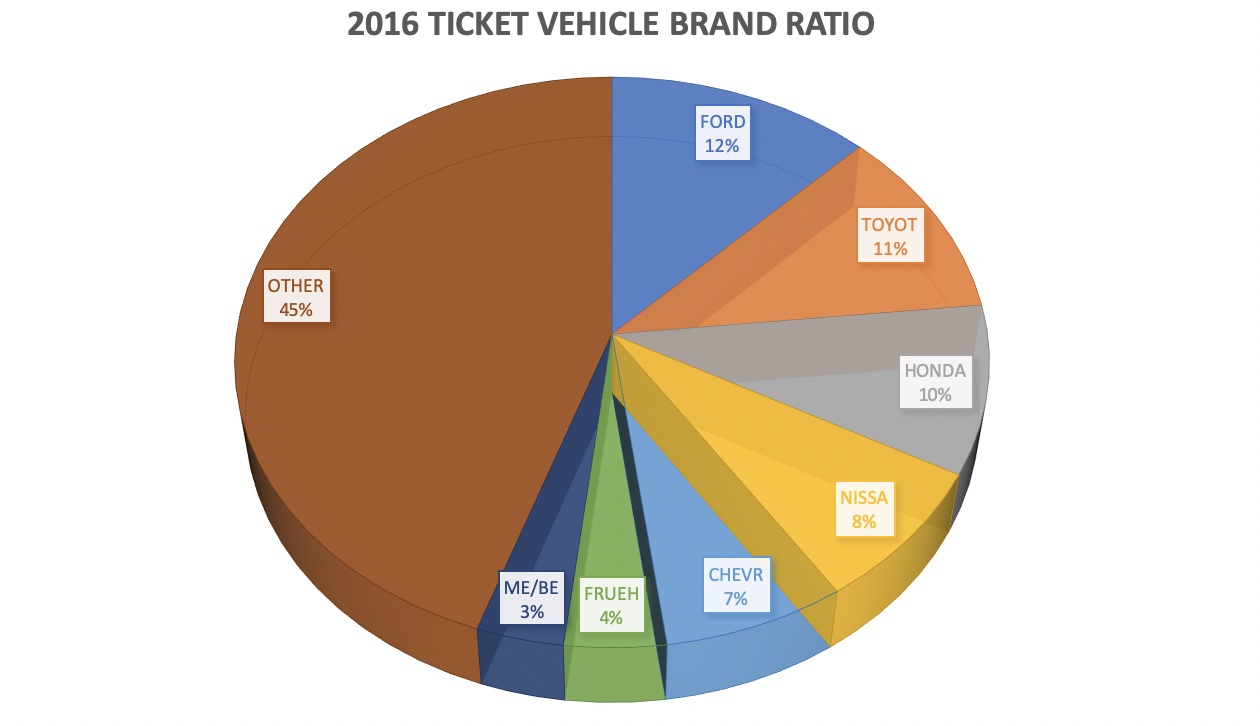 2016 TICKET VEHICLE BRAND RATIO
FORD
12%
TOYOT
11%
OTHER
45%
HONDA
10%
NISSA
8%
CHEVR
7%
ME/BE
3%
FRUEH
4%